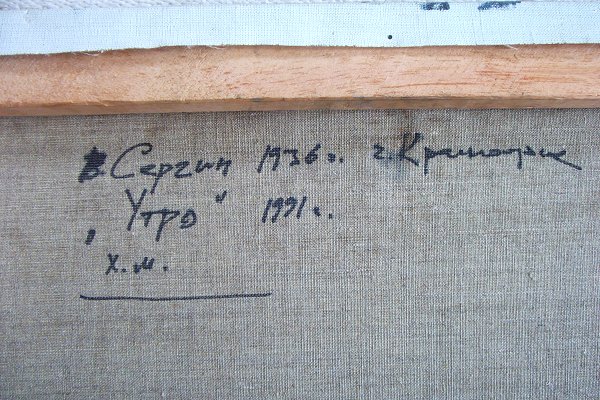 В. Сергин 1936 г. г. Красноярск
„Утро" 1991 г.
х.м.